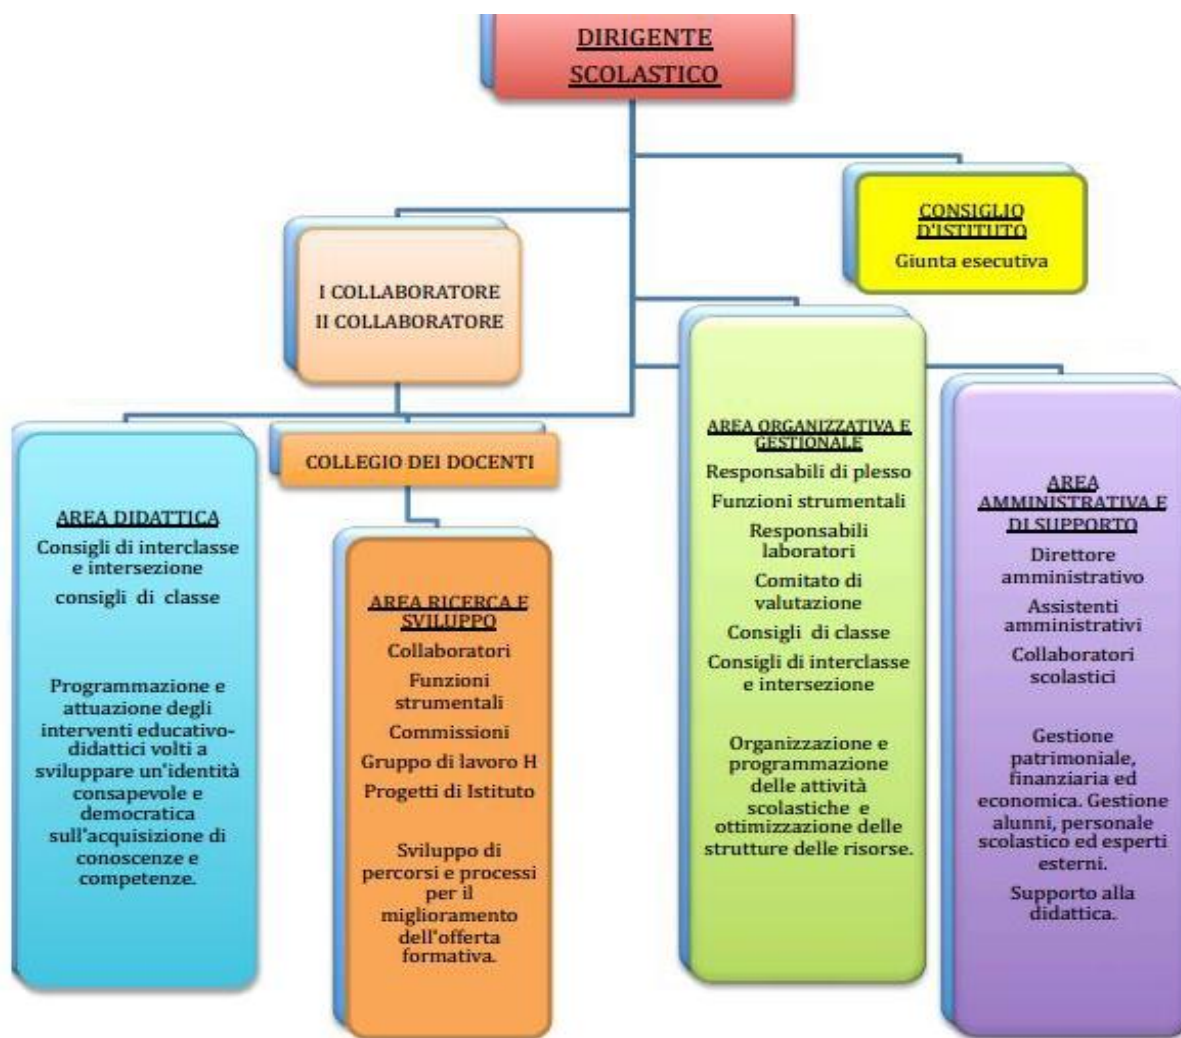 DIRIGENTE
SCOLASTICO
CONSIGLIO
D'ISTITUTO
Giunta esecutiva
I COLLABORATORE
II COLLABORATORE
COLLEGIO DEI DOCENTI
AREA DIDATTICA
Consigli di interclasse
e intersezione
consigli di classe
Programmazione e
attuazione degli
interventi educativo-
didattici volti a
sviluppare un'identità
consapevole e
democratica
sull'acquisizione di
conoscenze e
competenze.
AREA RICERCA E
SVILUPPO
Collaboratori
Funzioni
strumentali
Commissioni
Gruppo di lavoro H
Progetti di Istituto
Sviluppo di
percorsi e processi
per il
miglioramento
dell'offerta
formativa.
AREA ORGANIZZATIVA E
GESTIONALE
Responsabili di plesso
Funzioni strumentali
Responsabili
laboratori
Comitato di
valutazione
Consigli di classe
Consigli di interclasse
e intersezione
Organizzazione e
programmazione
delle attività
scolastiche e
ottimizzazione delle
strutture delle risorse.
AREA
AMMINISTRATIVA E
DI SUPPORTO
Direttore
amministrativo
Assistenti
amministrativi
Collaboratori
scolastici
Gestione
patrimoniale,
finanziaria ed
economica. Gestione
alunni, personale
scolastico ed esperti
esterni.
Supporto alla
didattica.